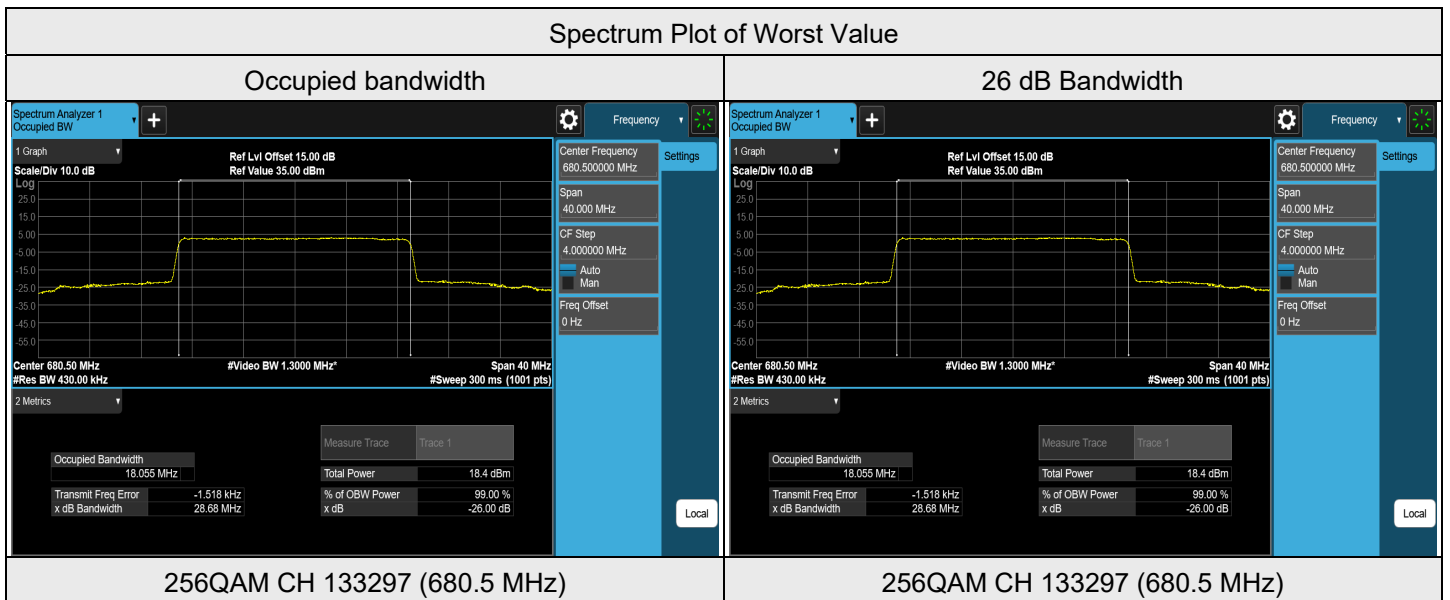 Spectrum Plot of Worst Value
Occupied bandwidth
26 dB Bandwidth
Spectrum Analyzer 1
Occupied BW
+
Frequency
1 Graph
Scale/Div 10.0 dB
Ref Lvl Offset 15.00 dB
Ref Value 35.00 dBm
Log
25.0
15.0
5.00
-5.00
-15.0
-25.0
-35.0
-45.0
-55.0
Center 680.50 MHz
#Res BW 430.00 kHz
#Video BW 1.3000 MHz*
Span 40 MHz
#Sweep 300 ms (1001 pts)
Center Frequency
680.500000 MHz
Settings
Span
40.000 MHz
CF Step
4.000000 MHz
Auto
Man
Freq Offset
0 Hz
2 Metrics
Measure Trace Trace 1
Occupied Bandwidth
18.055 MHz
Total Power 18.4 dBm
Transmit Freq Error -1.518 kHz
% of OBW Power 99.00 %
x dB Bandwidth 28.68 MHz
x dB -26.00 dB
Local
Spectrum Analyzer 1
Occupied BW
+
Frequency
1 Graph
Scale/Div 10.0 dB
Ref Lvl Offset 15.00 dB
Ref Value 35.00 dBm
Log
25.0
15.0
5.00
-5.00
-15.0
-25.0
-35.0
-45.0
-55.0
Center 680.50 MHz
#Res BW 430.00 kHz
#Video BW 1.3000 MHz*
Span 40 MHz
#Sweep 300 ms (1001 pts)
Center Frequency
680.500000 MHz
Settings
Span
40.000 MHz
CF Step
4.000000 MHz
Auto
Man
Freq Offset
0 Hz
2 Metrics
Measure Trace Trace 1
Occupied Bandwidth
18.055 MHz
Total Power 18.4 dBm
Transmit Freq Error -1.518 kHz
% of OBW Power 99.00 %
x dB Bandwidth 28.68 MHz
x dB -26.00 dB
Local
256QAM CH 133297 (680.5 MHz)
256QAM CH 133297 (680.5 MHz)